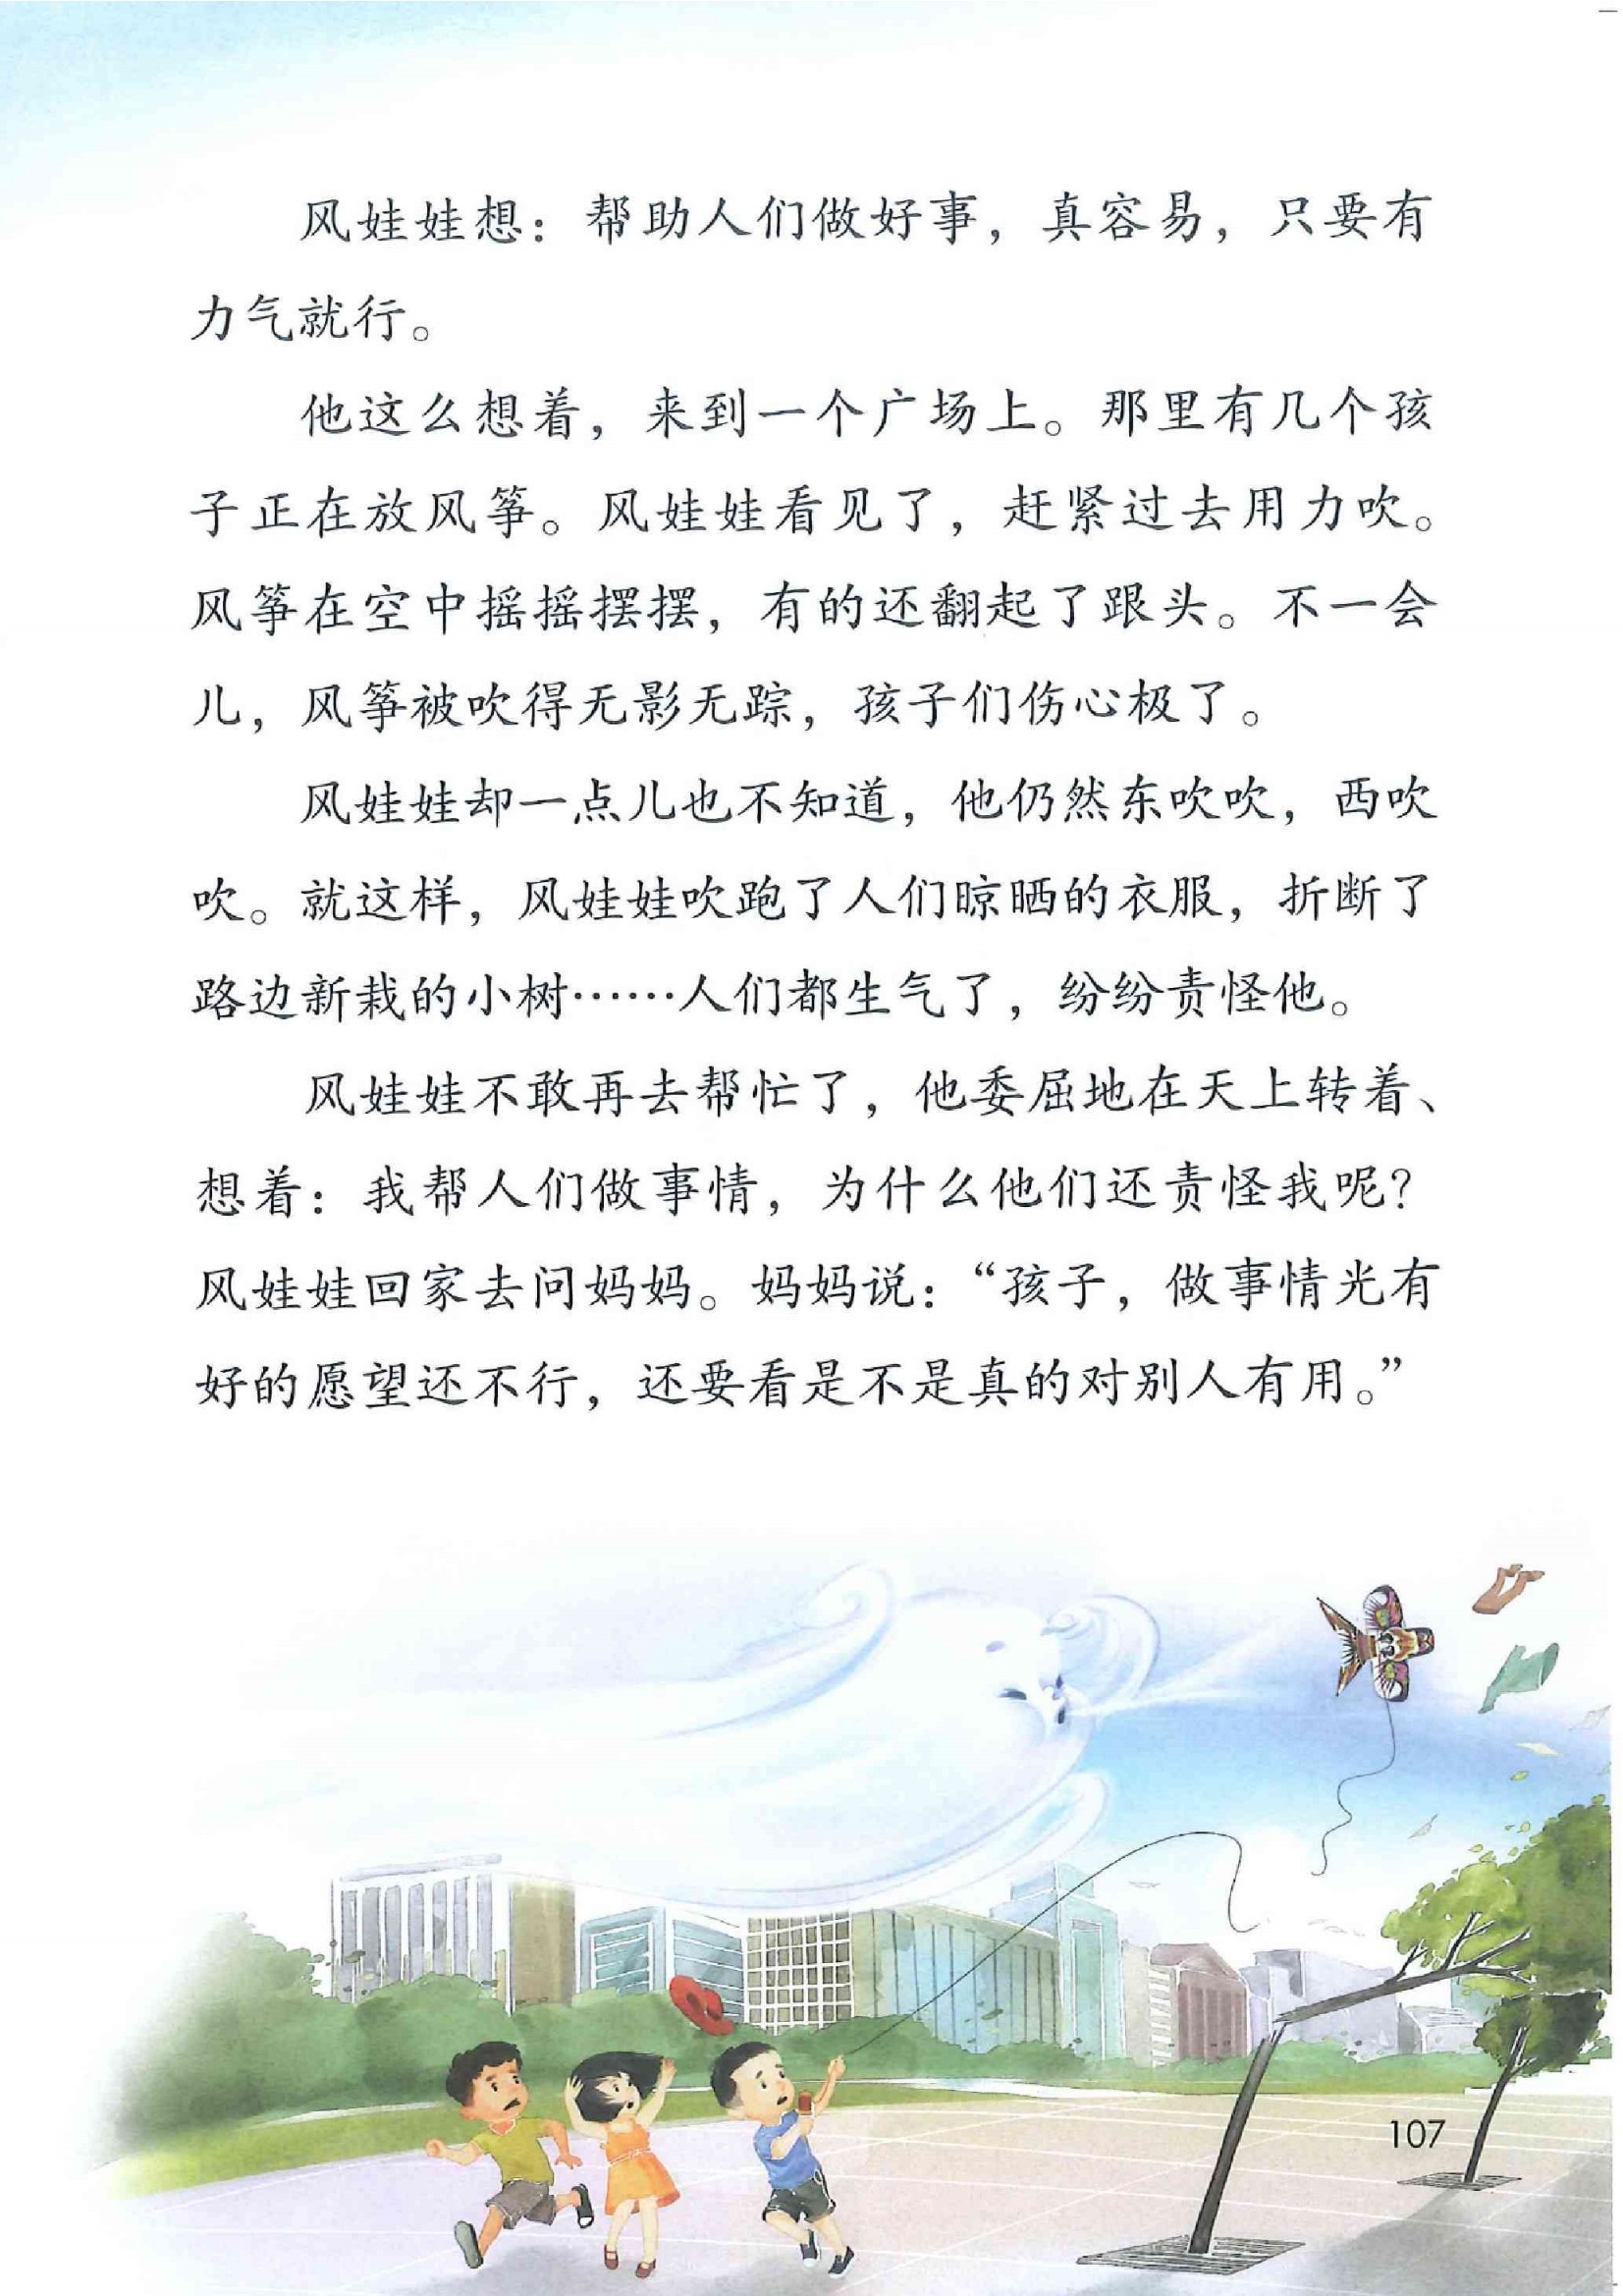 风娃娃想：帮助人们做好事，真容易，只要有
力气就行。
他这么想着，来到一个广场上。那里有几个孩
子正在放风筝。风娃娃看见了，赶紧过去用力吹。
风筝在空中摇摇摆摆，有的还翻起了跟头。不一会
儿，风筝被吹得无影无踪，孩子们伤心极了。
风娃娃却一点儿也不知道，他仍然东吹吹，西吹
吹。就这样，风娃娃吹跑了人们晾晒的衣服，折断了
路边新栽的小树……人们都生气了，纷纷责怪他。
风娃娃不敢再去帮忙了，他委屈地在天上转着、
想着：我帮人们做事情，为什么他们还责怪我呢？
风娃娃回家去问妈妈。妈妈说：“孩子，做事情光有
好的愿望还不行，还要看是不是真的对别人有用。”
107